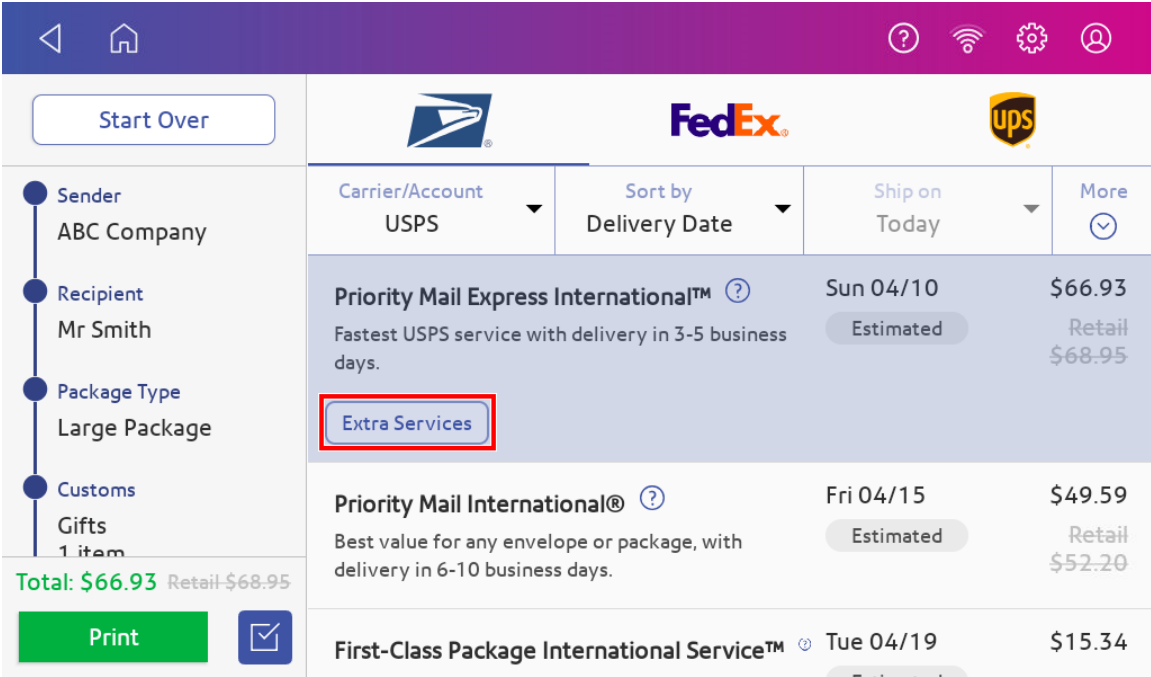 Start Over
FedEx®
ups
Sender
ABC Company
Recipient
Mr Smith
Package Type
Large Package
Customs
Gifts
1 item
Total: $66.93 Retail $68.95
Print
Carrier/Account
USPS
Sort by
Delivery Date
Ship on
Today
More
Priority Mail Express International™ ?
Sun 04/10
$66.93
Fastest USPS service with delivery in 3-5 business
days.
Estimated
Retail
$68.95
Extra Services
Priority Mail International® ?
Fri 04/15
$49.59
Best value for any envelope or package, with
delivery in 6-10 business days.
Estimated
Retail
$52.20
First-Class Package International Service™ ?
Tue 04/19
$15.34